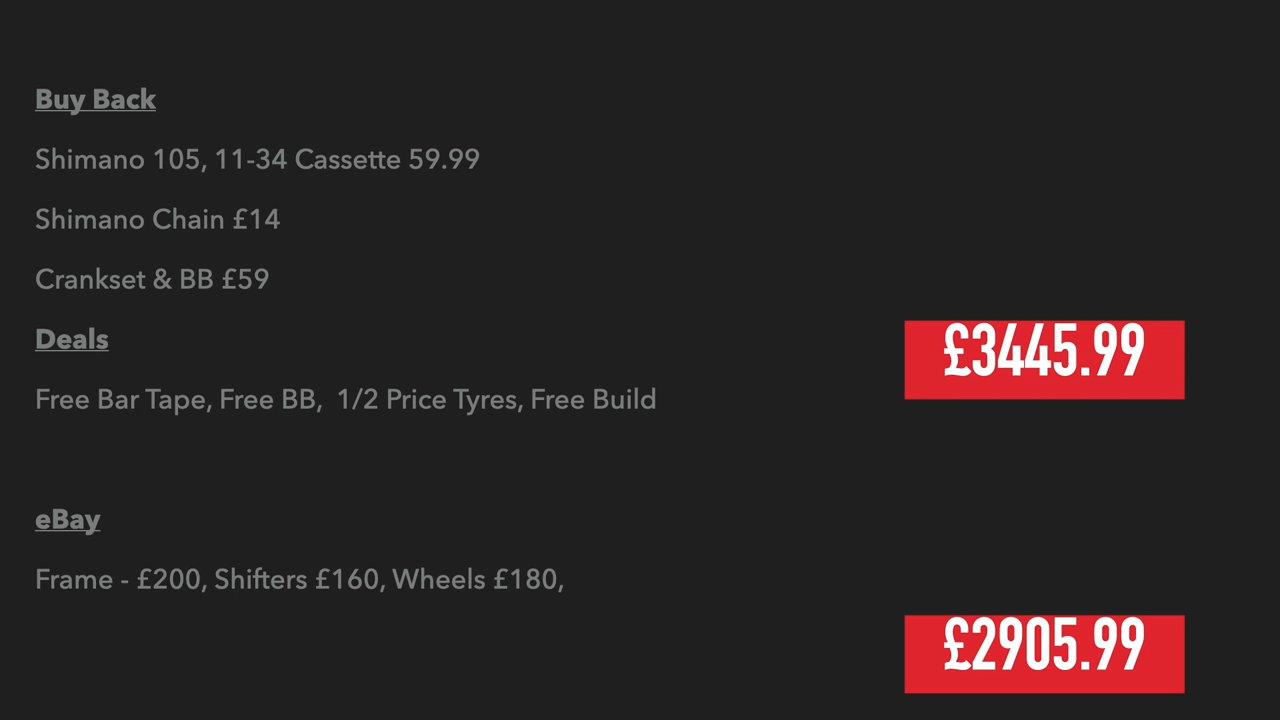 Buy Back
Shimano 105, 11-34 Cassette 59.99
Shimano Chain £14
Crankset & BB £59
Deals
£3445.99
Free Bar Tape, Free BB,  1/2 Price Tyres, Free Build
eBay
Frame - £200, Shifters £160, Wheels £180,
£2905.99